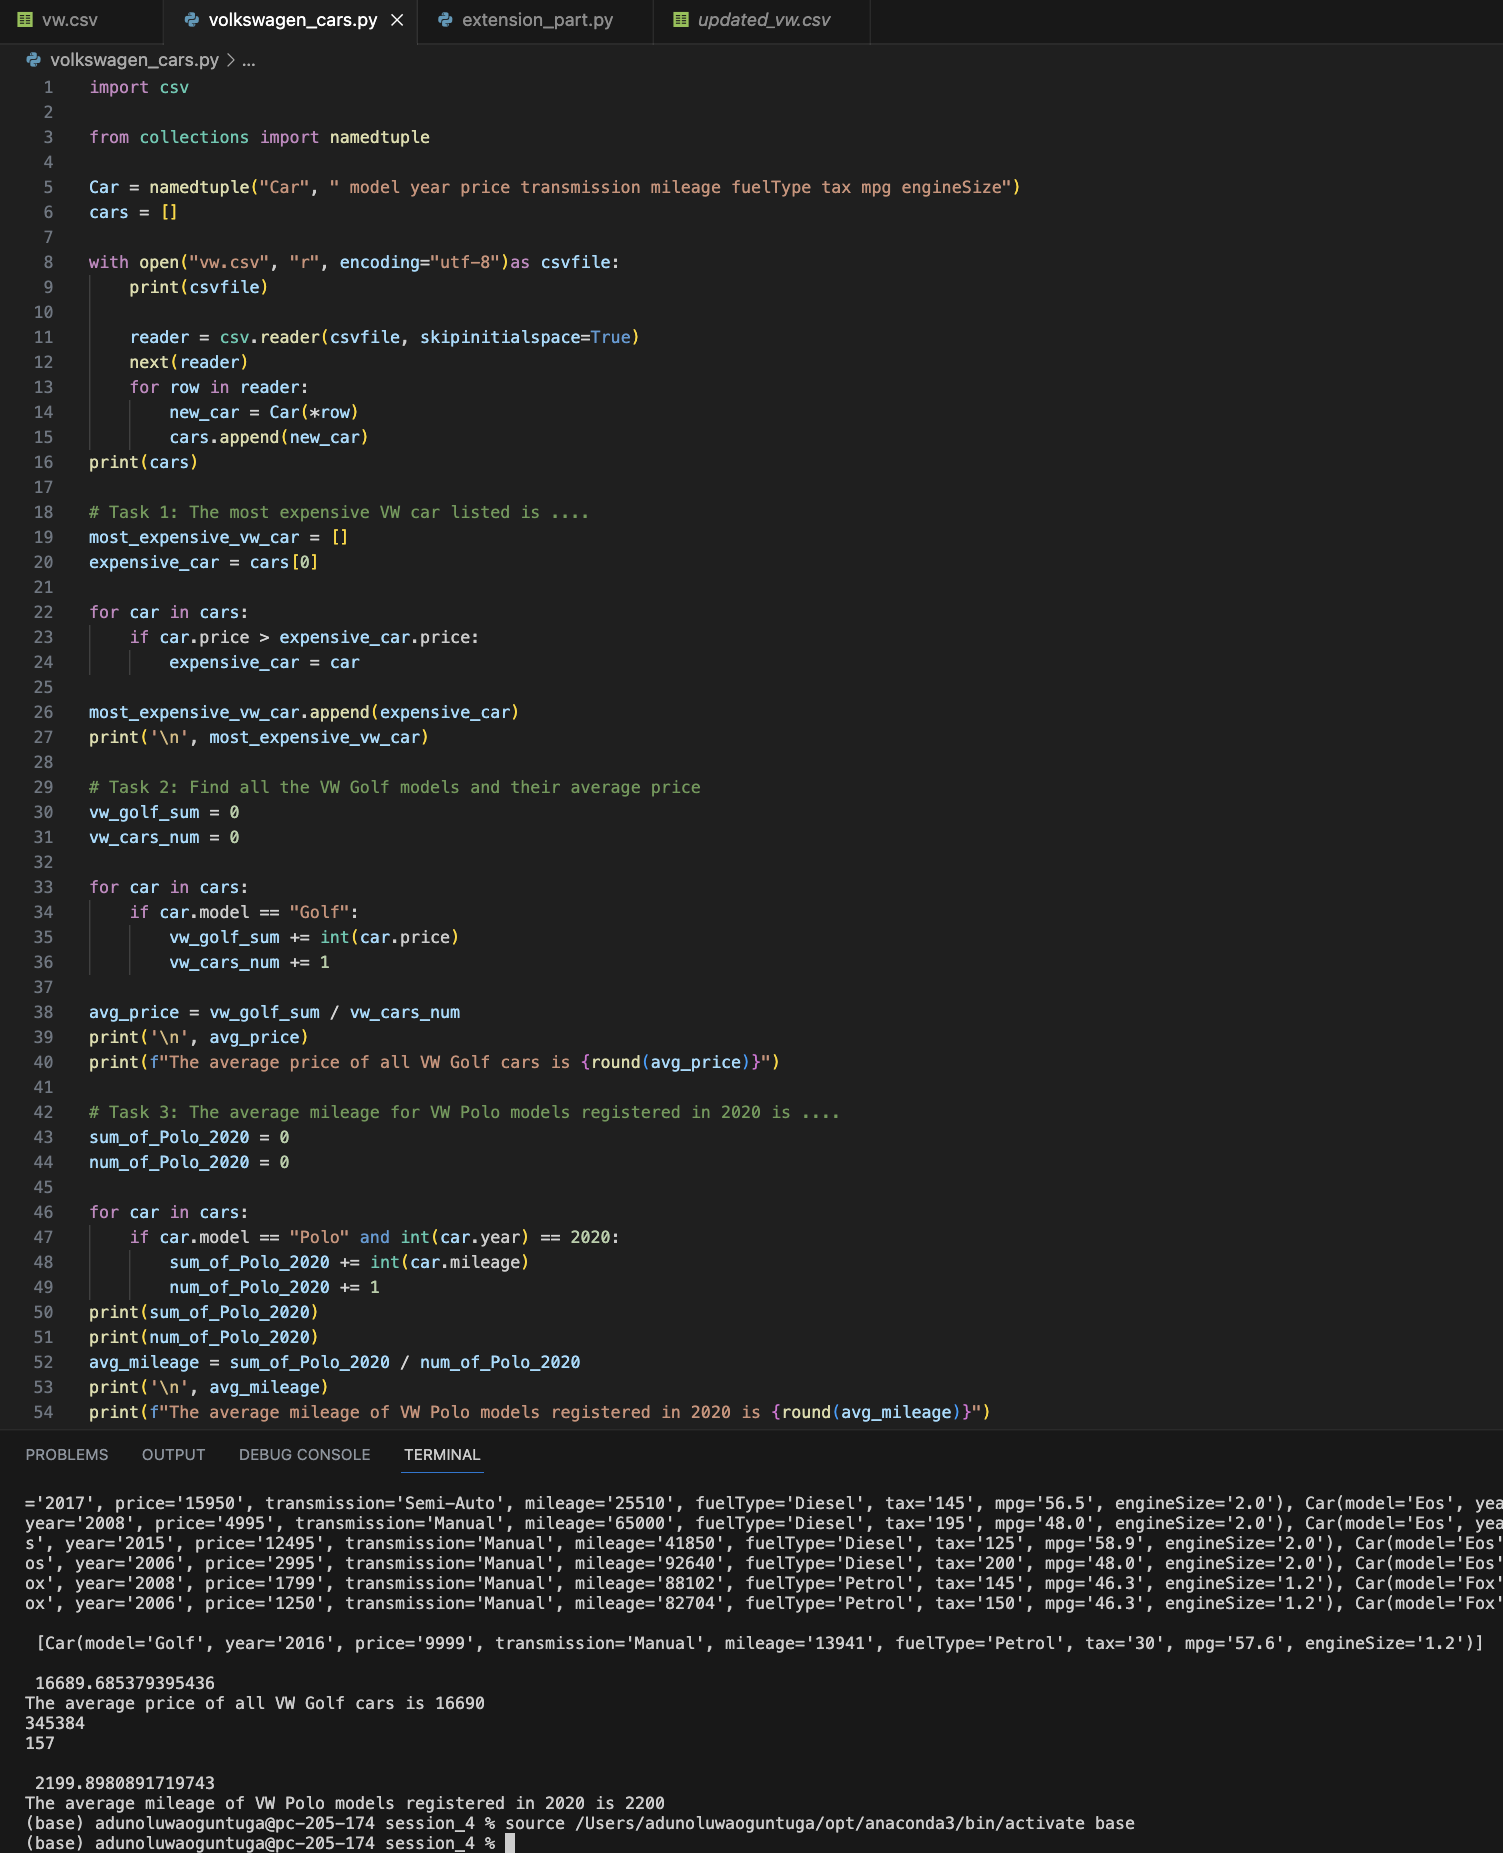 vw.csv volkswagen_cars.py extension_part.py updated_vw.csv
volkswagen_cars.py > ...
1 import csv
2
3 from collections import namedtuple
4
5 Car = namedtuple("Car", " model year price transmission mileage fuelType tax mpg engineSize")
6 cars = []
7
8 with open("vw.csv", "r", encoding="utf-8")as csvfile:
9     print(csvfile)
10
11     reader = csv.reader(csvfile, skipinitialspace=True)
12     next(reader)
13     for row in reader:
14         new_car = Car(*row)
15         cars.append(new_car)
16 print(cars)
17
18 # Task 1: The most expensive VW car listed is ....
19 most_expensive_vw_car = []
20 expensive_car = cars[0]
21
22 for car in cars:
23     if car.price > expensive_car.price:
24         expensive_car = car
25
26 most_expensive_vw_car.append(expensive_car)
27 print('\n', most_expensive_vw_car)
28
29 # Task 2: Find all the VW Golf models and their average price
30 vw_golf_sum = 0
31 vw_cars_num = 0
32
33 for car in cars:
34     if car.model == "Golf":
35         vw_golf_sum += int(car.price)
36         vw_cars_num += 1
37
38 avg_price = vw_golf_sum / vw_cars_num
39 print('\n', avg_price)
40 print(f"The average price of all VW Golf cars is {round(avg_price)}")
41
42 # Task 3: The average mileage for VW Polo models registered in 2020 is ....
43 sum_of_Polo_2020 = 0
44 num_of_Polo_2020 = 0
45
46 for car in cars:
47     if car.model == "Polo" and int(car.year) == 2020:
48         sum_of_Polo_2020 += int(car.mileage)
49         num_of_Polo_2020 += 1
50 print(sum_of_Polo_2020)
51 print(num_of_Polo_2020)
52 avg_mileage = sum_of_Polo_2020 / num_of_Polo_2020
53 print('\n', avg_mileage)
54 print(f"The average mileage of VW Polo models registered in 2020 is {round(avg_mileage)}")
PROBLEMS OUTPUT DEBUG CONSOLE TERMINAL
='2017', price='15950', transmission='Semi-Auto', mileage='25510', fuelType='Diesel', tax='145', mpg='56.5', engineSize='2.0'), Car(model='Eos', yea
year='2008', price='4995', transmission='Manual', mileage='65000', fuelType='Diesel', tax='195', mpg='48.0', engineSize='2.0'), Car(model='Eos', yea
s', year='2015', price='12495', transmission='Manual', mileage='41850', fuelType='Diesel', tax='125', mpg='58.9', engineSize='2.0'), Car(model='Eos'
os', year='2006', price='2995', transmission='Manual', mileage='92640', fuelType='Diesel', tax='200', mpg='48.0', engineSize='2.0'), Car(model='Eos'
ox', year='2008', price='1799', transmission='Manual', mileage='88102', fuelType='Petrol', tax='145', mpg='46.3', engineSize='1.2'), Car(model='Fox'
ox', year='2006', price='1250', transmission='Manual', mileage='82704', fuelType='Petrol', tax='150', mpg='46.3', engineSize='1.2'), Car(model='Fox'
[Car(model='Golf', year='2016', price='9999', transmission='Manual', mileage='13941', fuelType='Petrol', tax='30', mpg='57.6', engineSize='1.2')]
16689.685379395436
The average price of all VW Golf cars is 16690
345384
157
2199.8980891719743
The average mileage of VW Polo models registered in 2020 is 2200
(base) adunoluwaoguntuga@pc-205-174 session_4 % source /Users/adunoluwaoguntuga/opt/anaconda3/bin/activate base
(base) adunoluwaoguntuga@pc-205-174 session_4 %